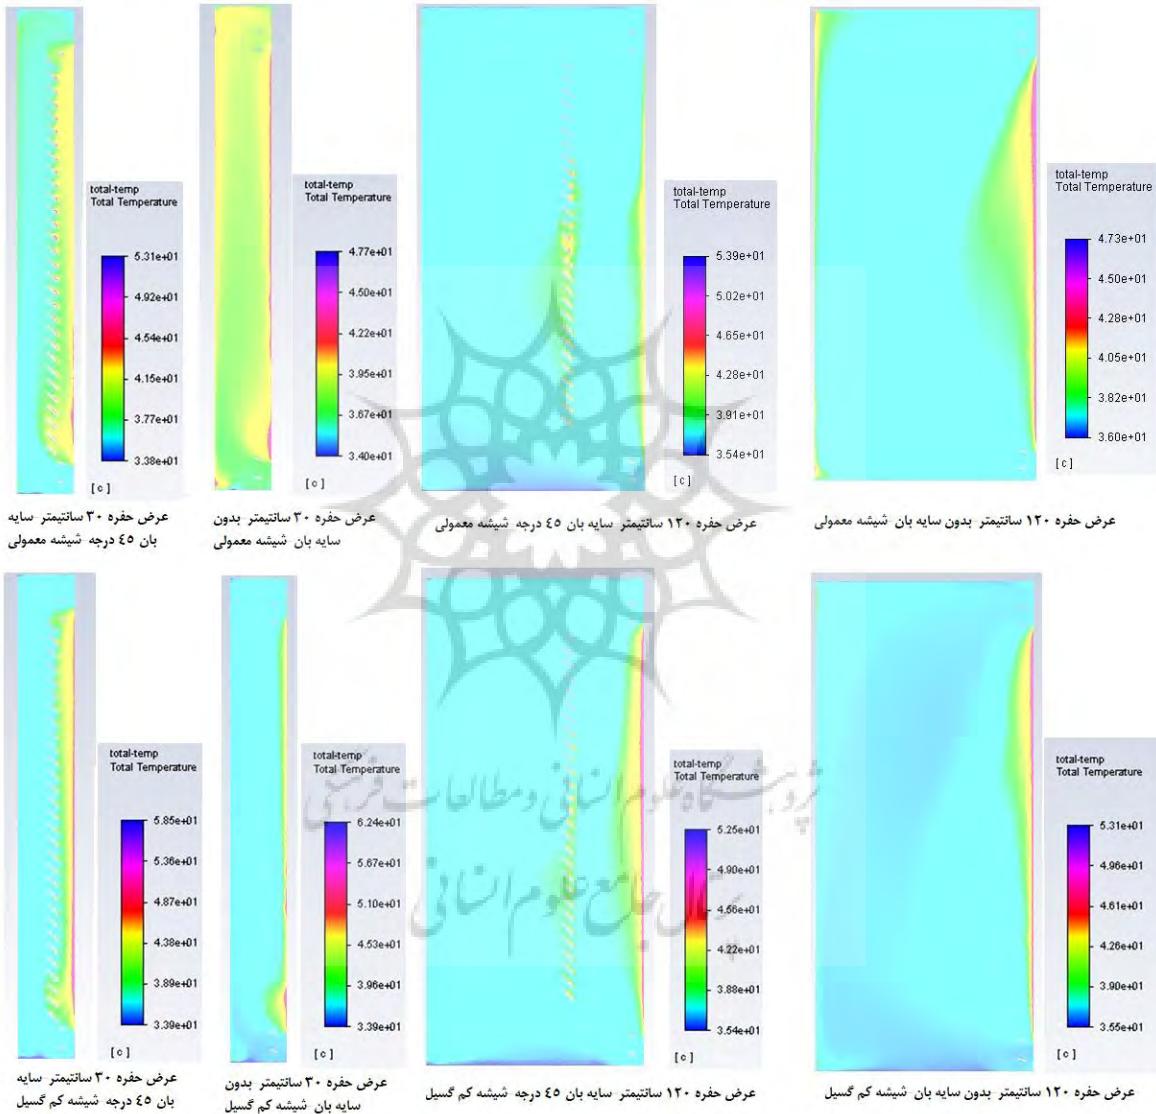 total-temp
Total Temperature
5.31e+01
4.92e+01
4.54e+01
4.15e+01
3.77e+01
3.38e+01
[c]
total-temp
Total Temperature
4.77e+01
4.50e+01
4.22e+01
3.95e+01
3.67e+01
3.40e+01
[c]
total-temp
Total Temperature
5.39e+01
5.02e+01
4.65e+01
4.28e+01
3.91e+01
3.54e+01
[c]
total-temp
Total Temperature
4.73e+01
4.50e+01
4.28e+01
4.05e+01
3.82e+01
3.60e+01
[c]
عرض حفره ۳۰ سانتیمتر سایه
بان ٤٥ درجه شیشه معمولی
عرض حفره ۳۰ سانتیمتر بدون
سایه بان شیشه معمولی
عرض حفره ۱۲۰ سانتیمتر سایه بان ٤٥ درجه شیشه معمولی
عرض حفره ۱۲۰ سانتیمتر بدون سایه بان شیشه معمولی
total-temp
Total Temperature
5.85e+01
5.36e+01
4.87e+01
4.38e+01
3.89e+01
3.39e+01
[c]
total-temp
Total Temperature
6.24e+01
5.67e+01
5.10e+01
4.53e+01
3.96e+01
3.39e+01
[c]
total-temp
Total Temperature
5.25e+01
4.90e+01
4.56e+01
4.22e+01
3.88e+01
3.54e+01
[c]
total-temp
Total Temperature
5.31e+01
4.96e+01
4.61e+01
4.26e+01
3.90e+01
3.55e+01
[c]
پژوهشگاه علوم انسانی و مطالعات فرهنگی
پرتال جامع علوم انسانی
عرض حفره ۳۰ سانتیمتر سایه
بان ٤٥ درجه شیشه کم گسیل
عرض حفره ۳۰ سانتیمتر بدون
سایه بان شیشه کم گسیل
عرض حفره ۱۲۰ سانتیمتر سایه بان ٤٥ درجه شیشه کم گسیل
عرض حفره ۱۲۰ سانتیمتر بدون سایه بان شیشه کم گسیل